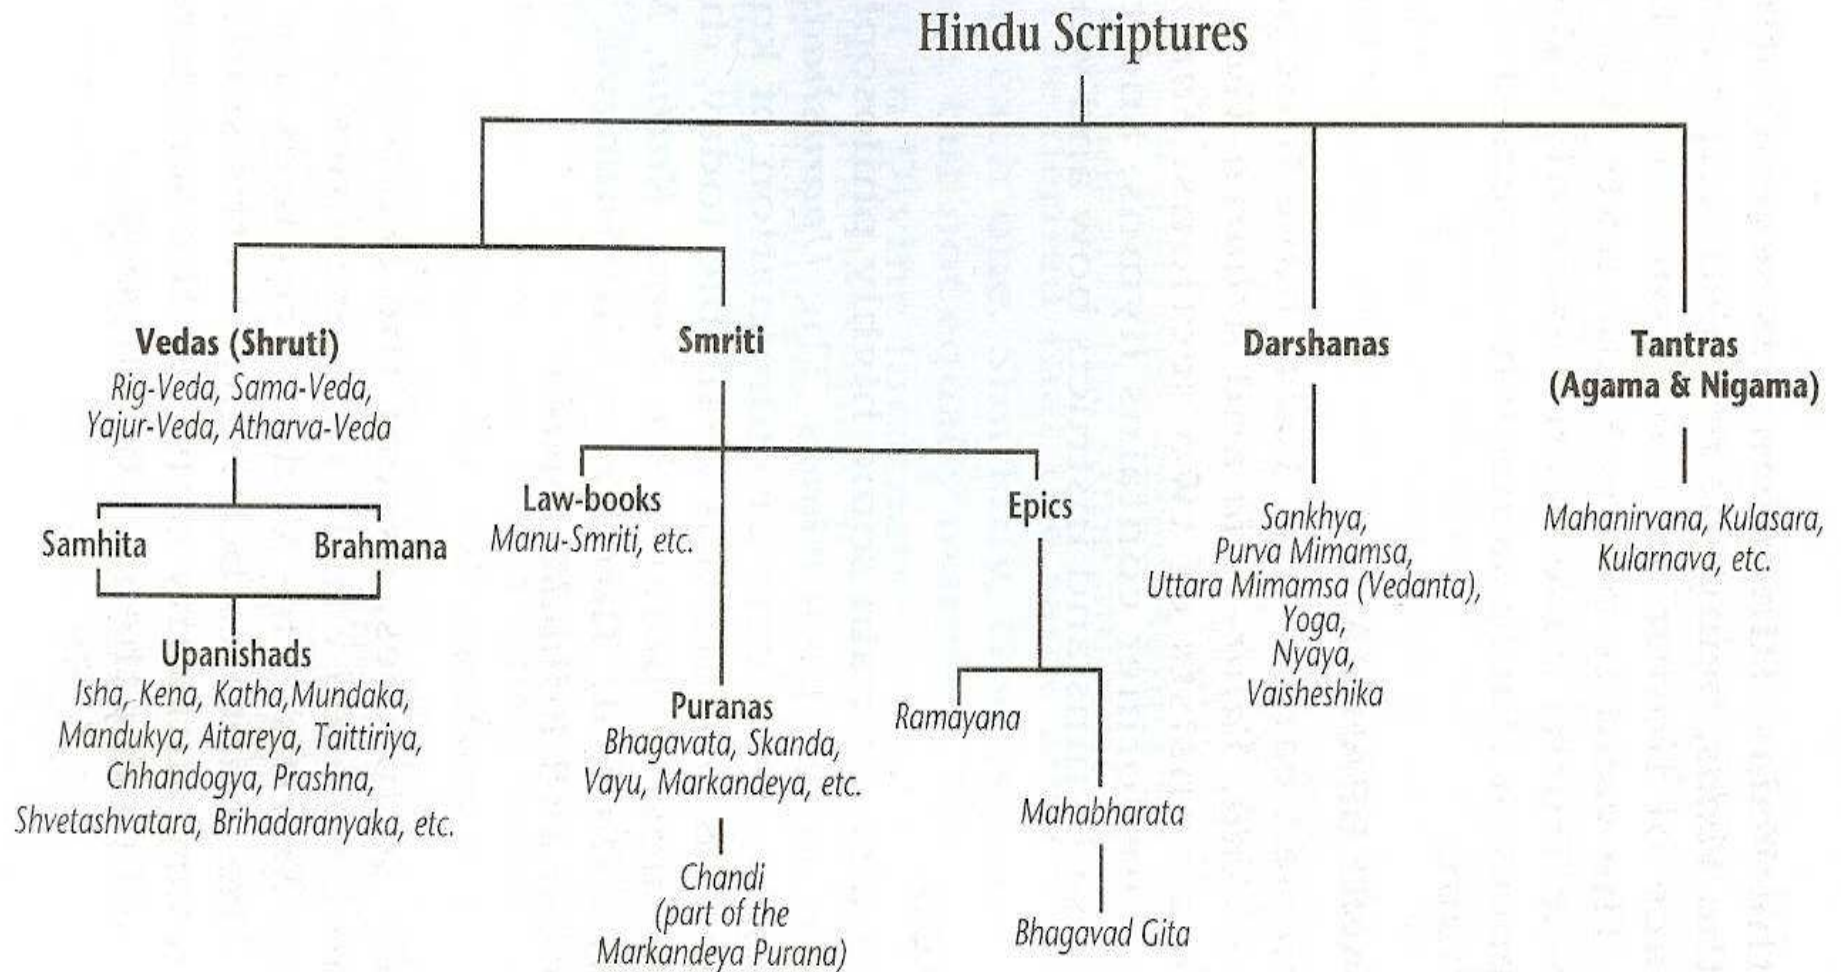 Hindu Scriptures
Vedas (Shruti)
Rig-Veda, Sama-Veda,
Yajur-Veda, Atharva-Veda
Samhita
Brahmana
Upanishads
Isha, Kena, Katha,Mundaka,
Mandukya, Aitareya, Taittiriya,
Chhandogya, Prashna,
Shvetashvatara, Brihadaranyaka, etc.
Smriti
Law-books
Manu-Smriti, etc.
Puranas
Bhagavata, Skanda,
Vayu, Markandeya, etc.
Chandi
(part of the
Markandeya Purana)
Epics
Ramayana
Mahabharata
Bhagavad Gita
Darshanas
Sankhya,
Purva Mimamsa,
Uttara Mimamsa (Vedanta),
Yoga,
Nyaya,
Vaisheshika
Tantras
(Agama & Nigama)
Mahanirvana, Kulasara,
Kularnava, etc.